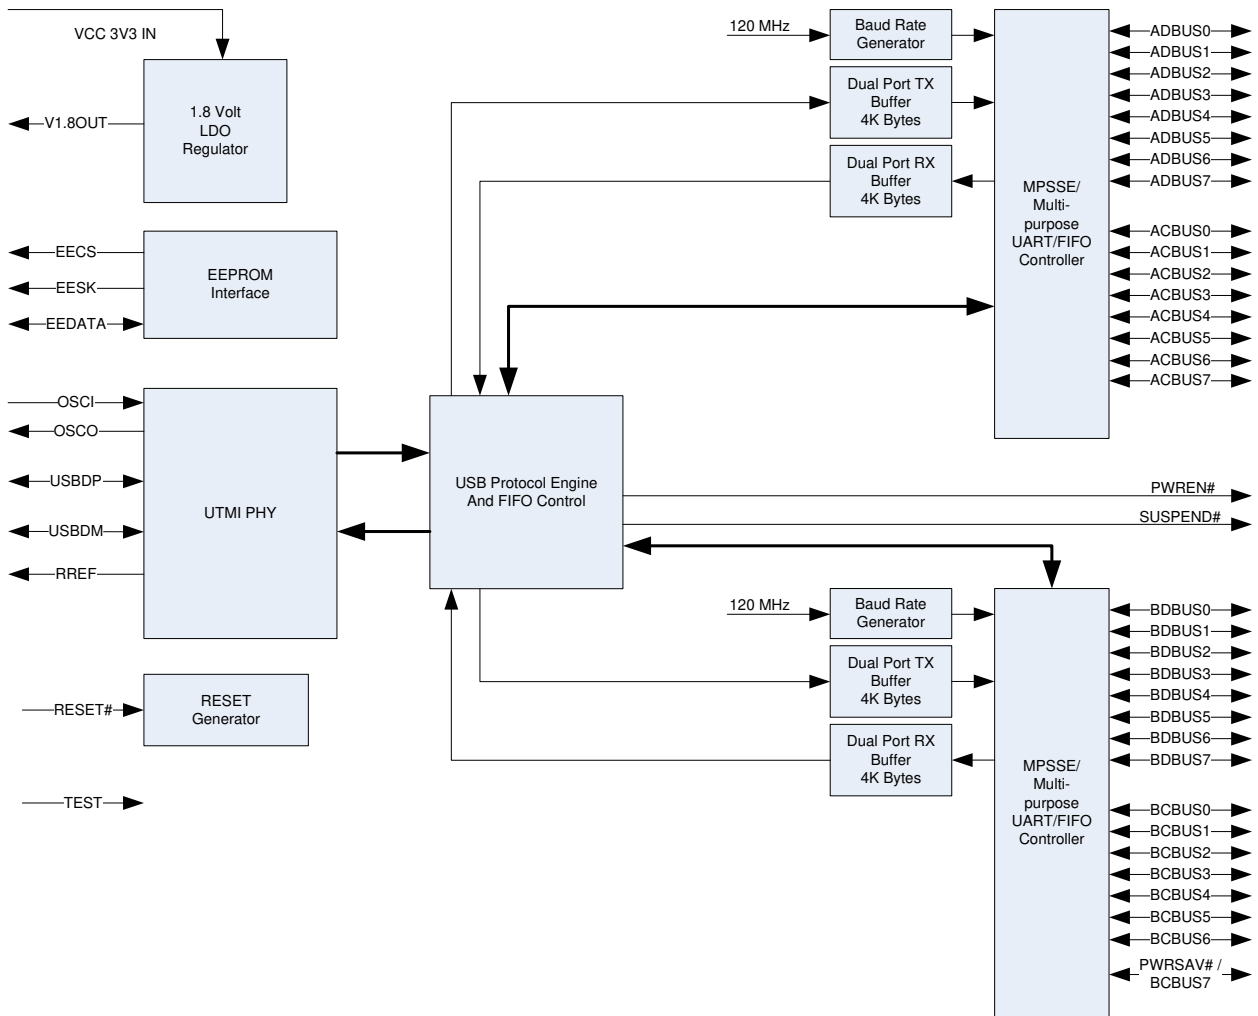 VCC 3V3 IN
1.8 Volt
LDO
Regulator
V1.8OUT
EECS
EESK
EEDATA
EEPROM
Interface
OSCI
OSCO
USBDP
USBDM
RREF
UTMI PHY
RESET#
RESET
Generator
TEST
USB Protocol Engine
And FIFO Control
120 MHz
Baud Rate
Generator
Dual Port TX
Buffer
4K Bytes
Dual Port RX
Buffer
4K Bytes
MPSSE/
Multi-
purpose
UART/FIFO
Controller
ADBUS0
ADBUS1
ADBUS2
ADBUS3
ADBUS4
ADBUS5
ADBUS6
ADBUS7
ACBUS0
ACBUS1
ACBUS2
ACBUS3
ACBUS4
ACBUS5
ACBUS6
ACBUS7
PWREN#
SUSPEND#
120 MHz
Baud Rate
Generator
Dual Port TX
Buffer
4K Bytes
Dual Port RX
Buffer
4K Bytes
MPSSE/
Multi-
purpose
UART/FIFO
Controller
BDBUS0
BDBUS1
BDBUS2
BDBUS3
BDBUS4
BDBUS5
BDBUS6
BDBUS7
BCBUS0
BCBUS1
BCBUS2
BCBUS3
BCBUS4
BCBUS5
BCBUS6
PWRSAV# /
BCBUS7